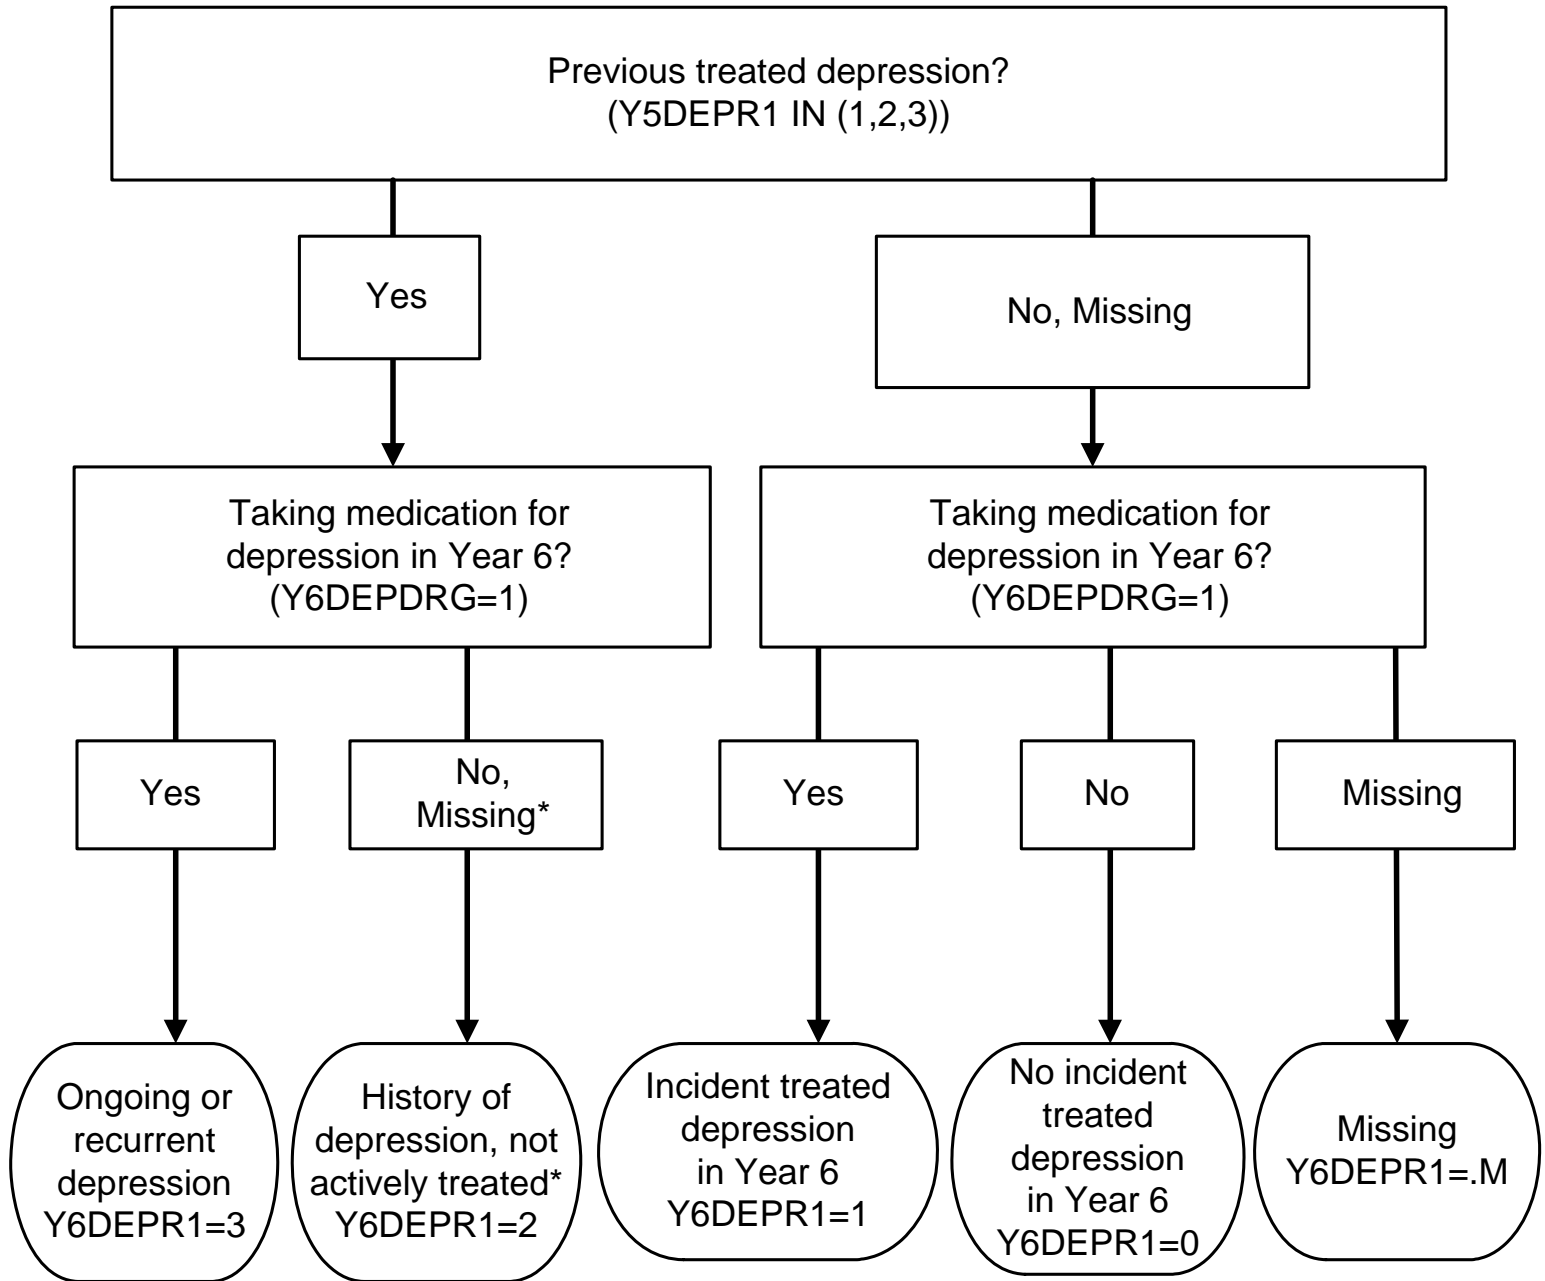 Previous treated depression?
(Y5DEPR1 IN (1,2,3))
Yes
No, Missing
Taking medication for
depression in Year 6?
(Y6DEPDRG=1)
Taking medication for
depression in Year 6?
(Y6DEPDRG=1)
Yes
No,
Missing*
Yes
No
Missing
Ongoing or
recurrent
depression
Y6DEPR1=3
History of
depression, not
actively treated*
Y6DEPR1=2
Incident treated
depression
in Year 6
Y6DEPR1=1
No incident
treated
depression
in Year 6
Y6DEPR1=0
Missing
Y6DEPR1=.M